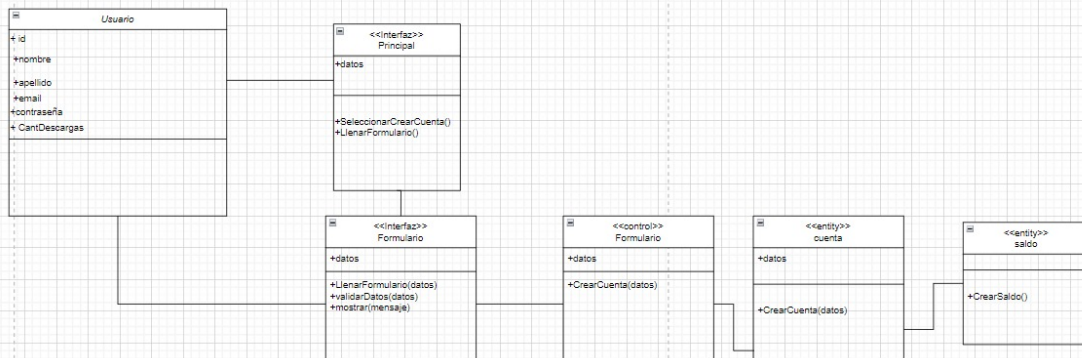 Usuario
+ id
+nombre
+apellido
+email
+contraseña
+ CantDescargas
<<Interfaz>>
Principal
+datos
+SeleccionarCrearCuenta()
+LlenarFormulario()
<<Interfaz>>
Formulario
+datos
+LlenarFormulario(datos)
+validarDatos(datos)
+mostrar(mensaje)
<<control>>
Formulario
+datos
+CrearCuenta(datos)
<<entity>>
cuenta
+datos
+CrearCuenta(datos)
<<entity>>
saldo
+CrearSaldo()